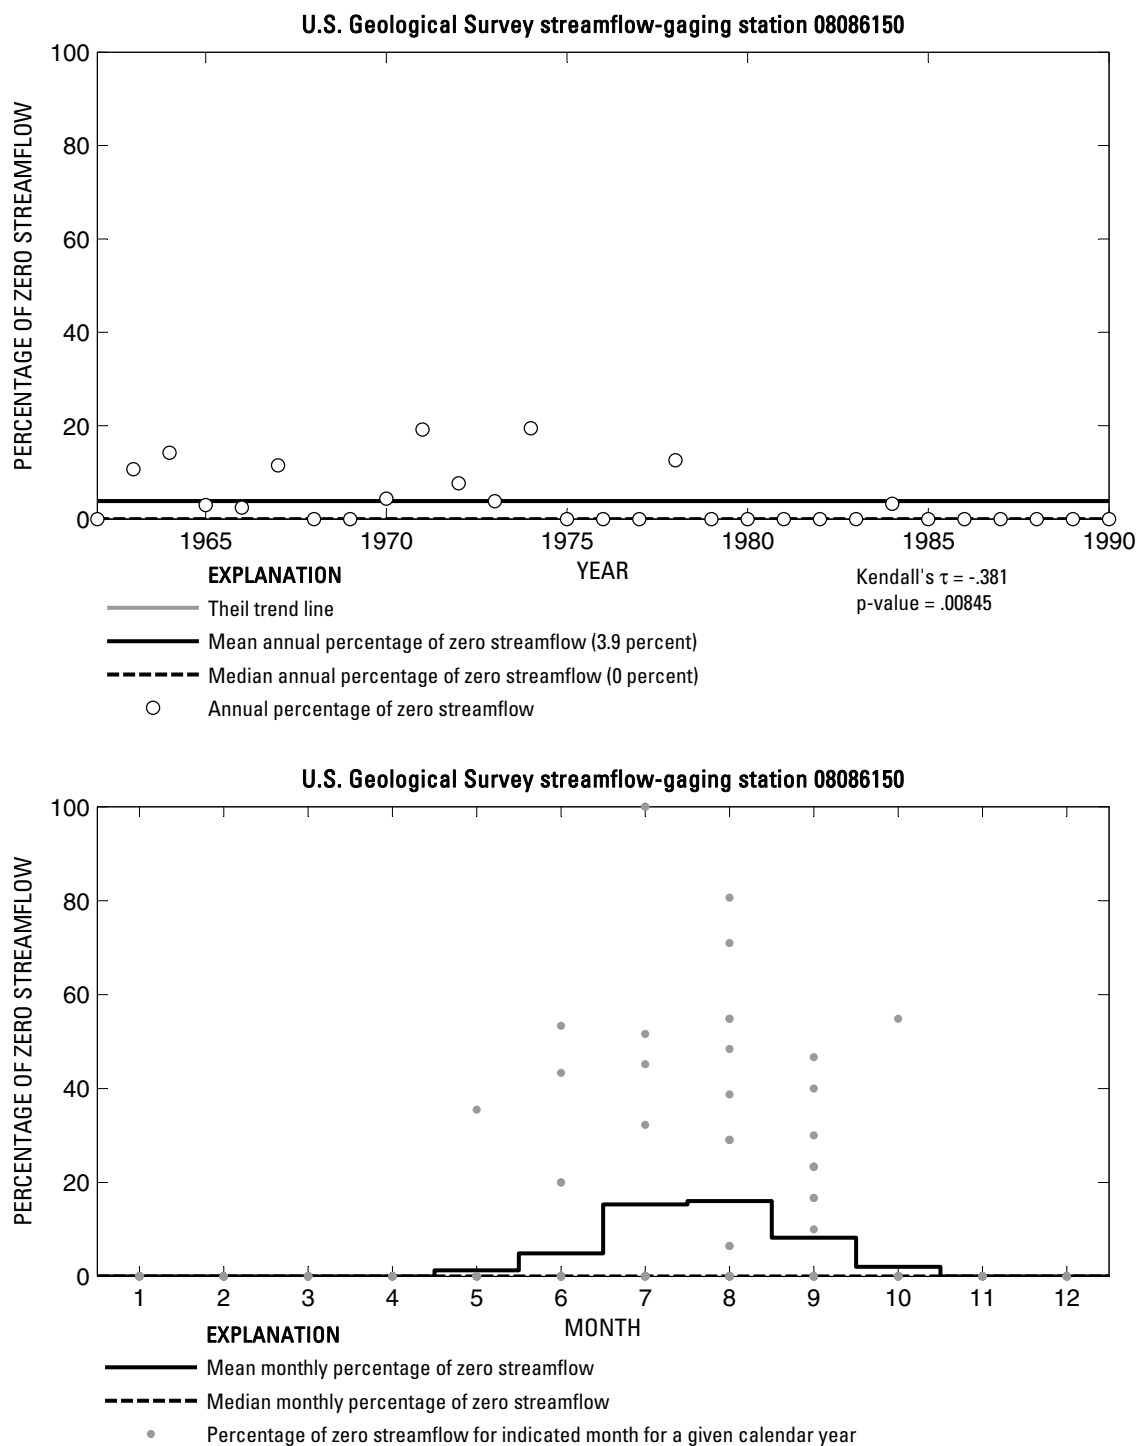 U.S. Geological Survey streamflow-gaging station 08086150
PERCENTAGE OF ZERO STREAMFLOW
100
80
60
40
20
0
1965 1970 1975 1980 1985 1990
YEAR
EXPLANATION
Theil trend line
Mean annual percentage of zero streamflow (3.9 percent)
Median annual percentage of zero streamflow (0 percent)
Annual percentage of zero streamflow
Kendall's τ = -.381
p-value = .00845
U.S. Geological Survey streamflow-gaging station 08086150
PERCENTAGE OF ZERO STREAMFLOW
100
80
60
40
20
0
1 2 3 4 5 6 7 8 9 10 11 12
MONTH
EXPLANATION
Mean monthly percentage of zero streamflow
Median monthly percentage of zero streamflow
Percentage of zero streamflow for indicated month for a given calendar year